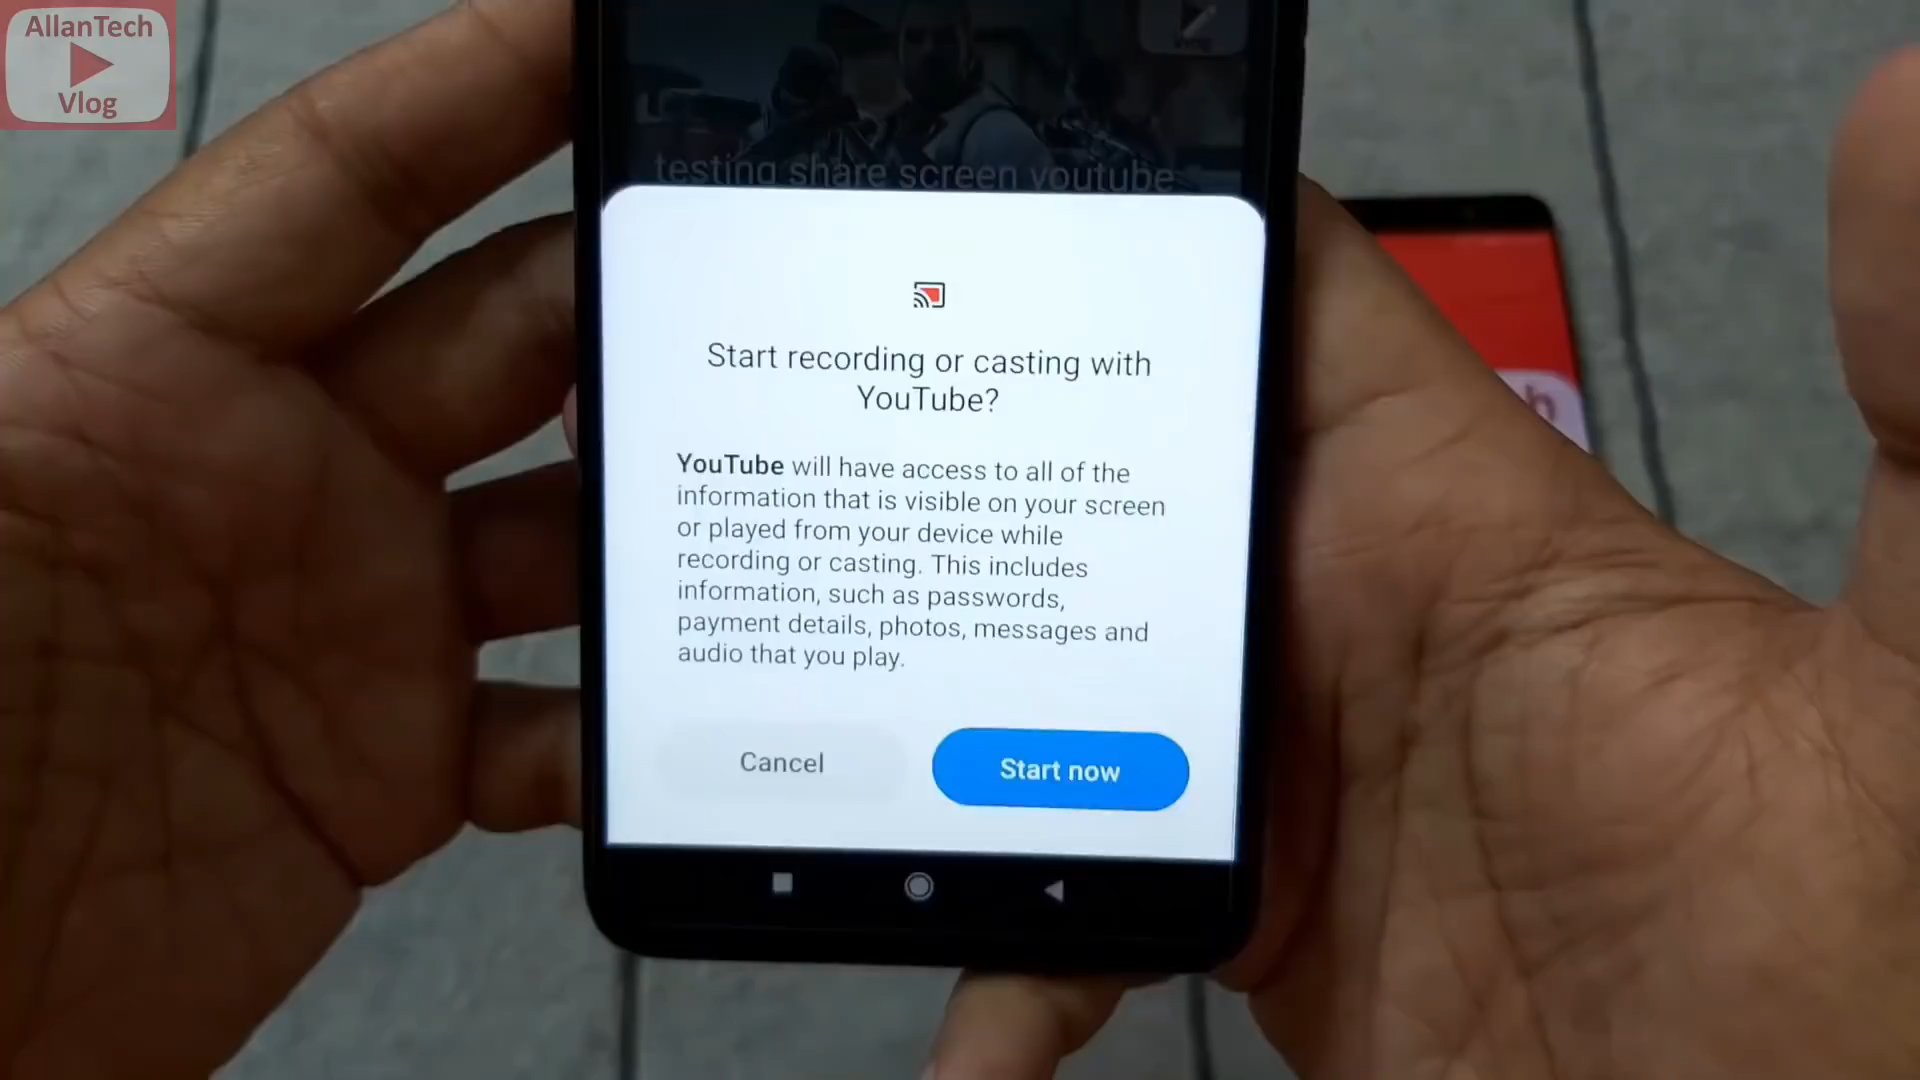 AllanTech
Vlog
testing share screen youtube
Start recording or casting with
YouTube?
YouTube will have access to all of the
information that is visible on your screen
or played from your device while
recording or casting. This includes
information, such as passwords,
payment details, photos, messages and
audio that you play.
Cancel
Start now